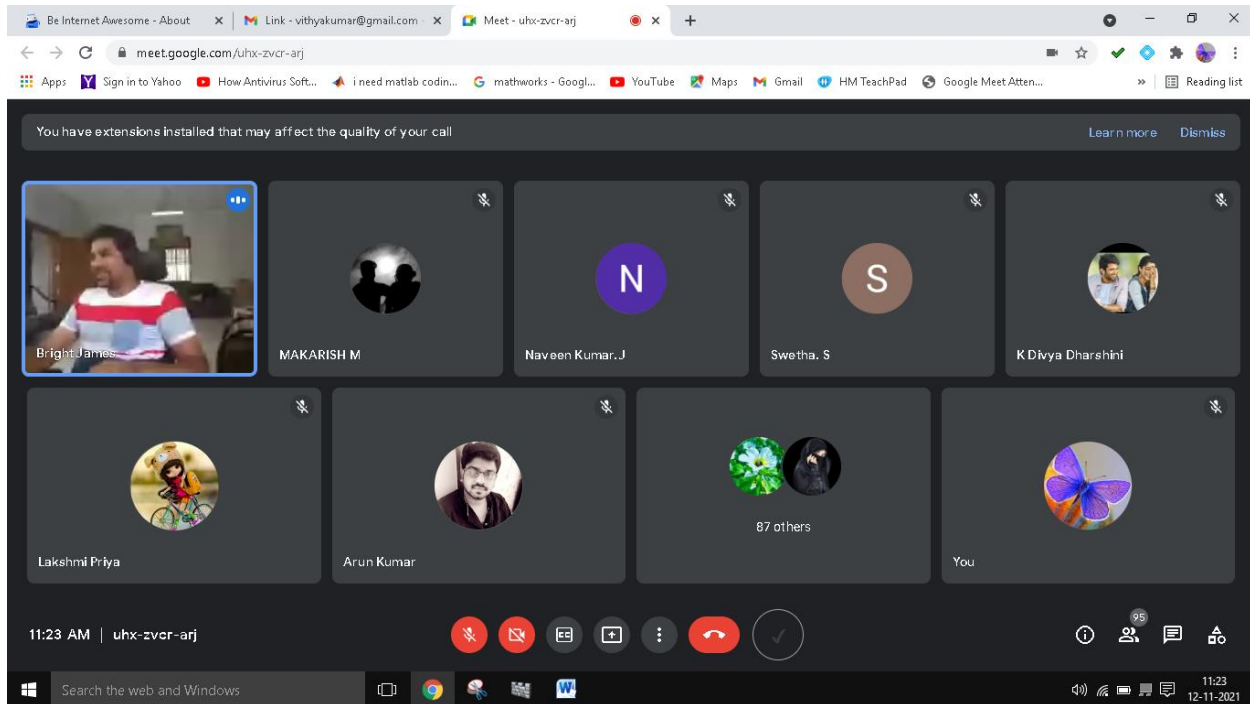 Be Internet Awesome - About
Link - vithyakumar@gmail.com -
Meet - uhx-zvcr-arj
meet.google.com/uhx-zvcr-arj
Apps Sign in to Yahoo How Antivirus Soft... i need matlab codin... mathworks - Googl... YouTube Maps Gmail HM TeachPad Google Meet Atten... » Reading list
You have extensions installed that may affect the quality of your call Learn more Dismiss
N S
Bright James MAKARISH M Naveen Kumar. J Swetha. S K Divya Dharshini
87 others
Lakshmi Priya Arun Kumar You
95
11:23 AM | uhx-zvcr-arj
Search the web and Windows
11:23
12-11-2021